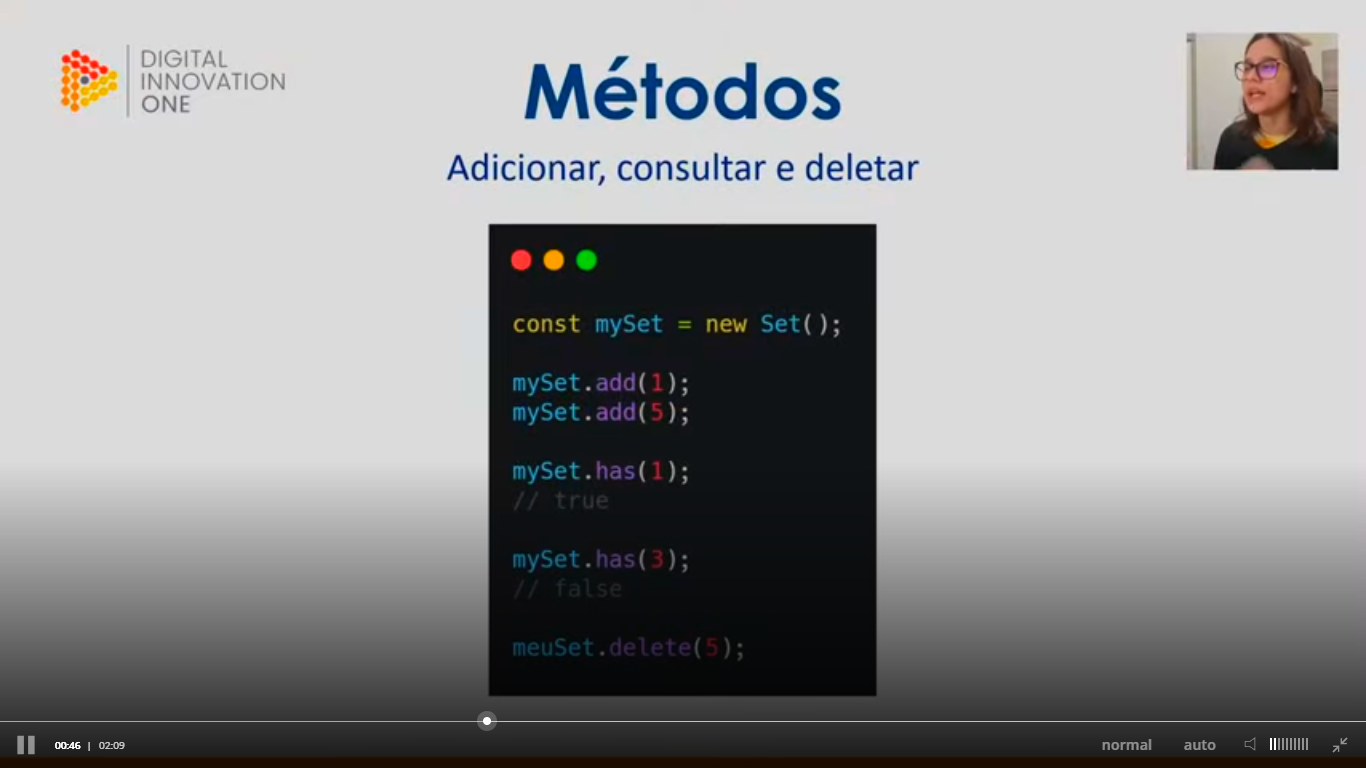 DIGITAL
INNOVATION
ONE
Métodos
Adicionar, consultar e deletar
const mySet = new Set();
mySet.add(1);
mySet.add(5);
mySet.has(1);
// true
mySet.has(3);
// false
meuSet.delete(5);
00:46 | 02:09
normal
auto